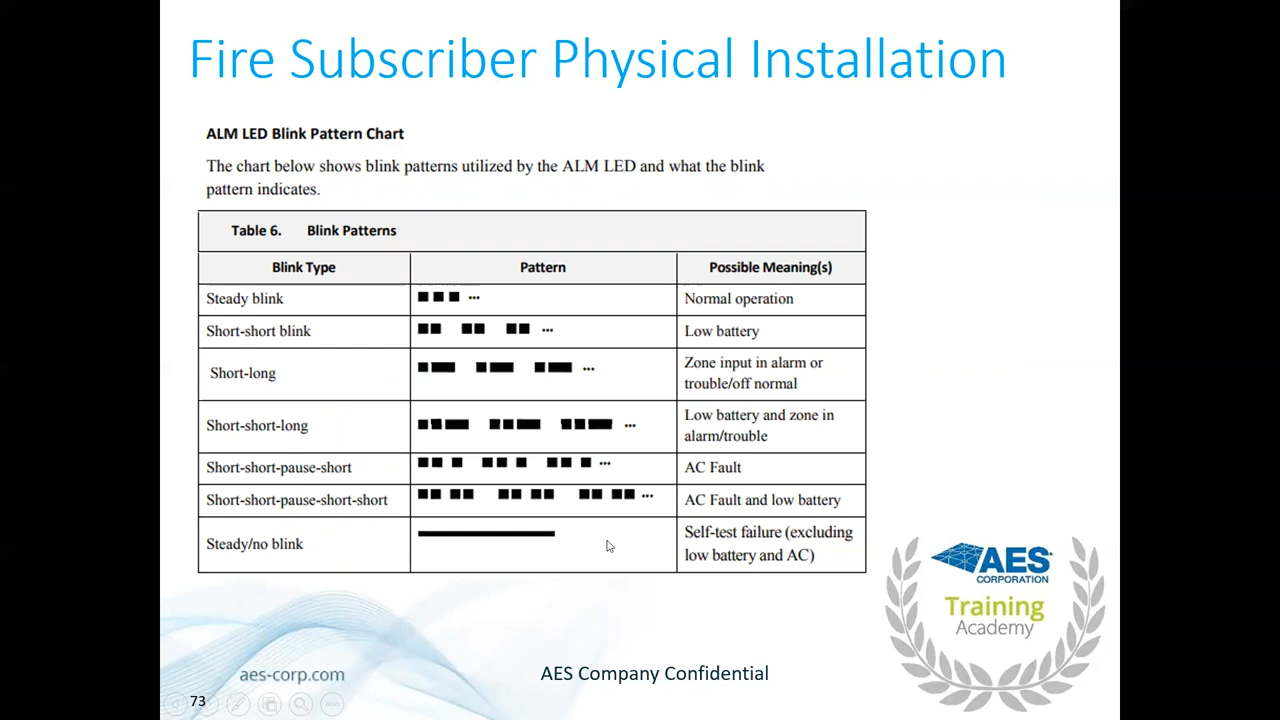 Fire Subscriber Physical Installation
ALM LED Blink Pattern Chart
The chart below shows blink patterns utilized by the ALM LED and what the blink
pattern indicates.
Table 6. Blink Patterns
Blink Type Pattern Possible Meaning(s)
Steady blink ... Normal operation
Short-short blink ... Low battery
Short-long ... Zone input in alarm or
trouble/off normal
Short-short-long ... Low battery and zone in
alarm/trouble
Short-short-pause-short ... AC Fault
Short-short-pause-short-short ... AC Fault and low battery
Steady/no blink Self-test failure (excluding
low battery and AC)
AES
CORPORATION
Training
Academy
aes-corp.com
AES Company Confidential
73